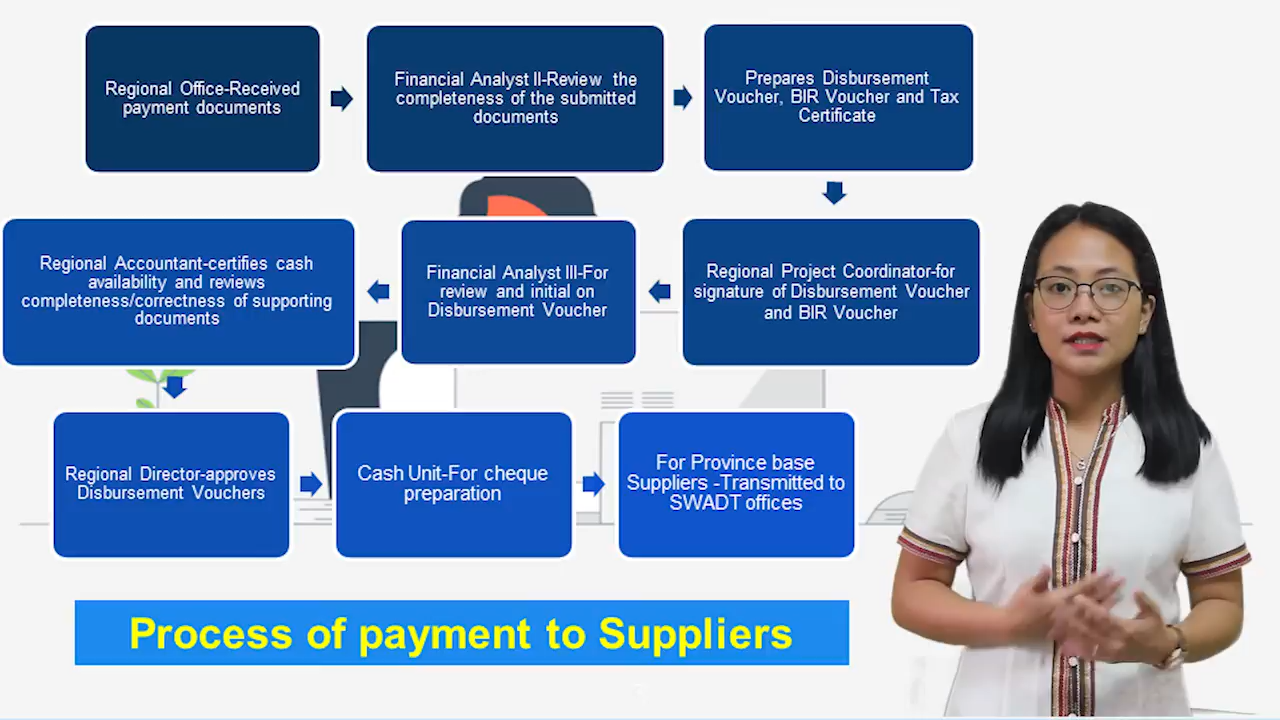 Regional Office-Received
payment documents
Financial Analyst II-Review the
completeness of the submitted
documents
Prepares Disbursement
Voucher, BIR Voucher and Tax
Certificate
Regional Project Coordinator-for
signature of Disbursement Voucher
and BIR Voucher
Financial Analyst III-For
review and initial on
Disbursement Voucher
Regional Accountant-certifies cash
availability and reviews
completeness/correctness of supporting
documents
Regional Director-approves
Disbursement Vouchers
Cash Unit-For cheque
preparation
For Province base
Suppliers -Transmitted to
SWADT offices
Process of payment to Suppliers